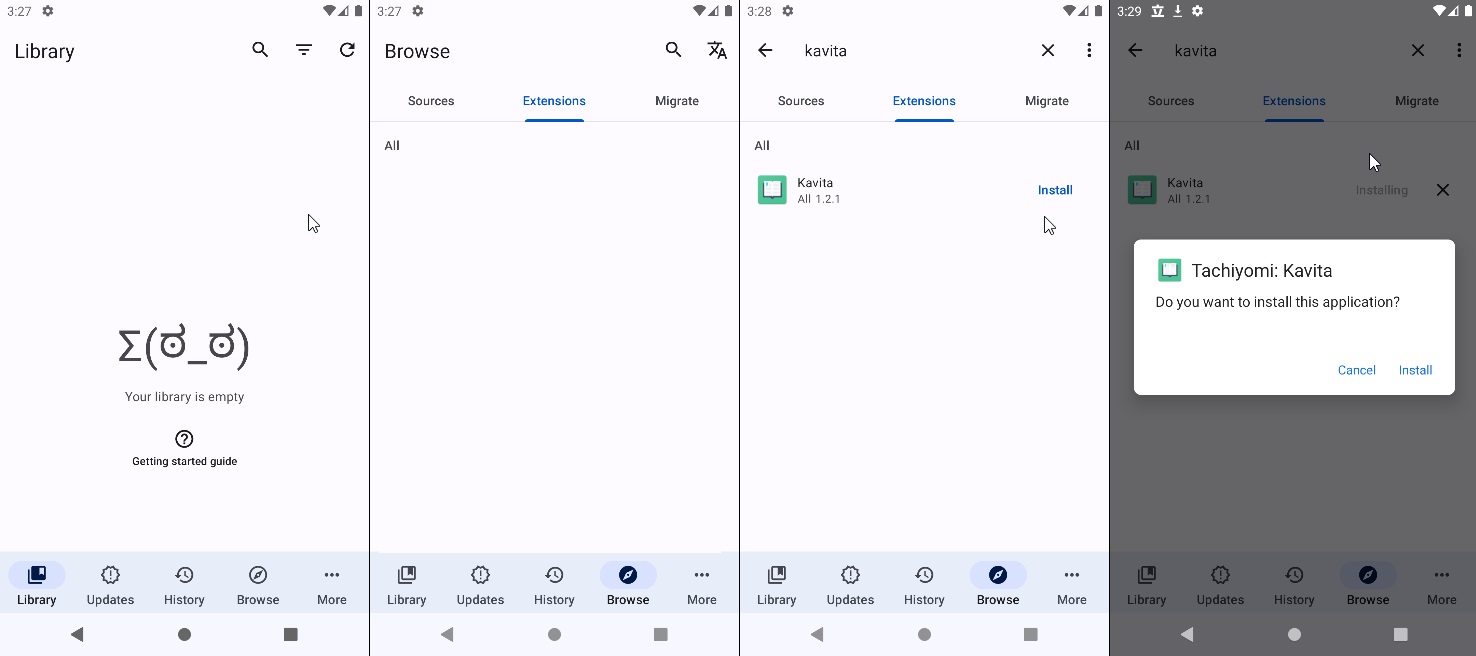 3:27
Library
Σ(ಠ_ಠ)
Your library is empty
Getting started guide
Library Updates History Browse More
3:27
Browse
Sources Extensions Migrate
All
Library Updates History Browse More
3:28
kavita
Sources Extensions Migrate
All
Kavita
All 1.2.1
Install
Library Updates History Browse More
3:29
kavita
Sources Extensions Migrate
All
Kavita
All 1.2.1
Installing
Tachiyomi: Kavita
Do you want to install this application?
Cancel Install
Library Updates History Browse More